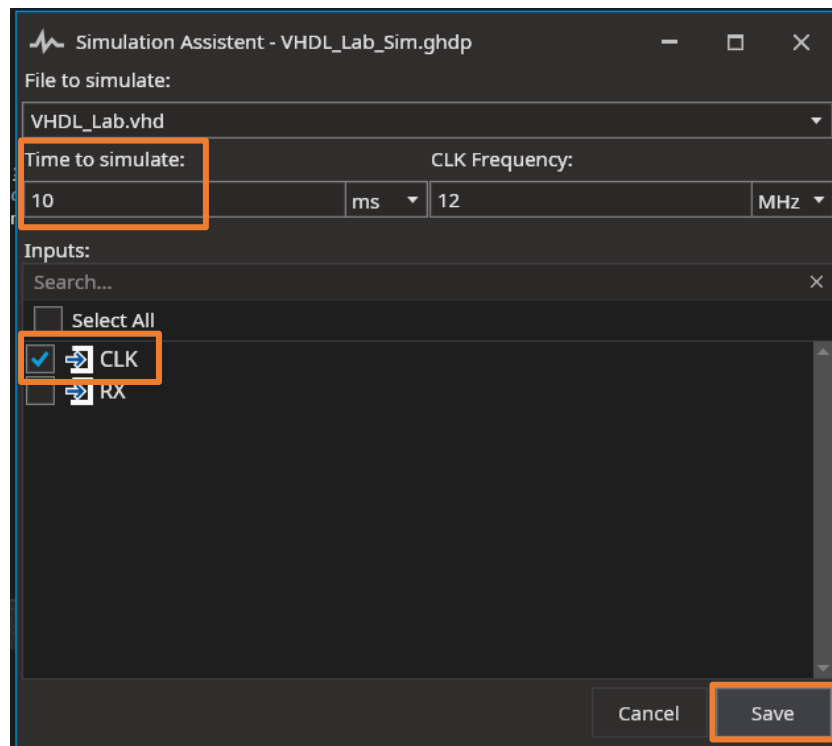 Simulation Assistent - VHDL_Lab_Sim.ghdp
File to simulate:
VHDL_Lab.vhd
Time to simulate: CLK Frequency:
10 ms 12 MHz
Inputs:
Search...
Select All
CLK
RX
Cancel Save